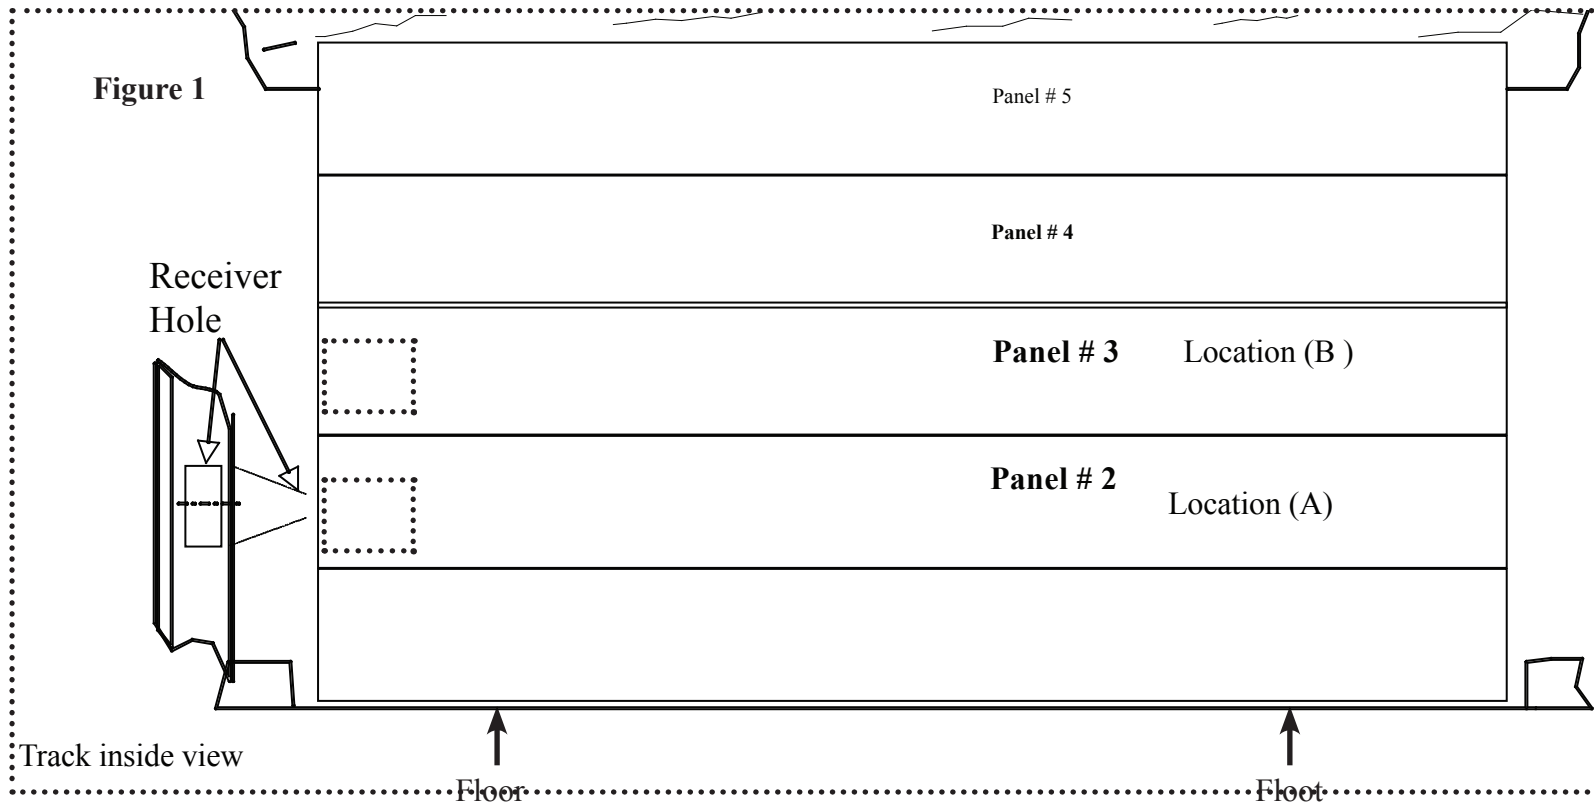 Figure 1
Panel # 5
Panel # 4
Receiver
Hole
Panel # 3 Location (B )
Panel # 2
Location (A)
Track inside view
Floor Floot